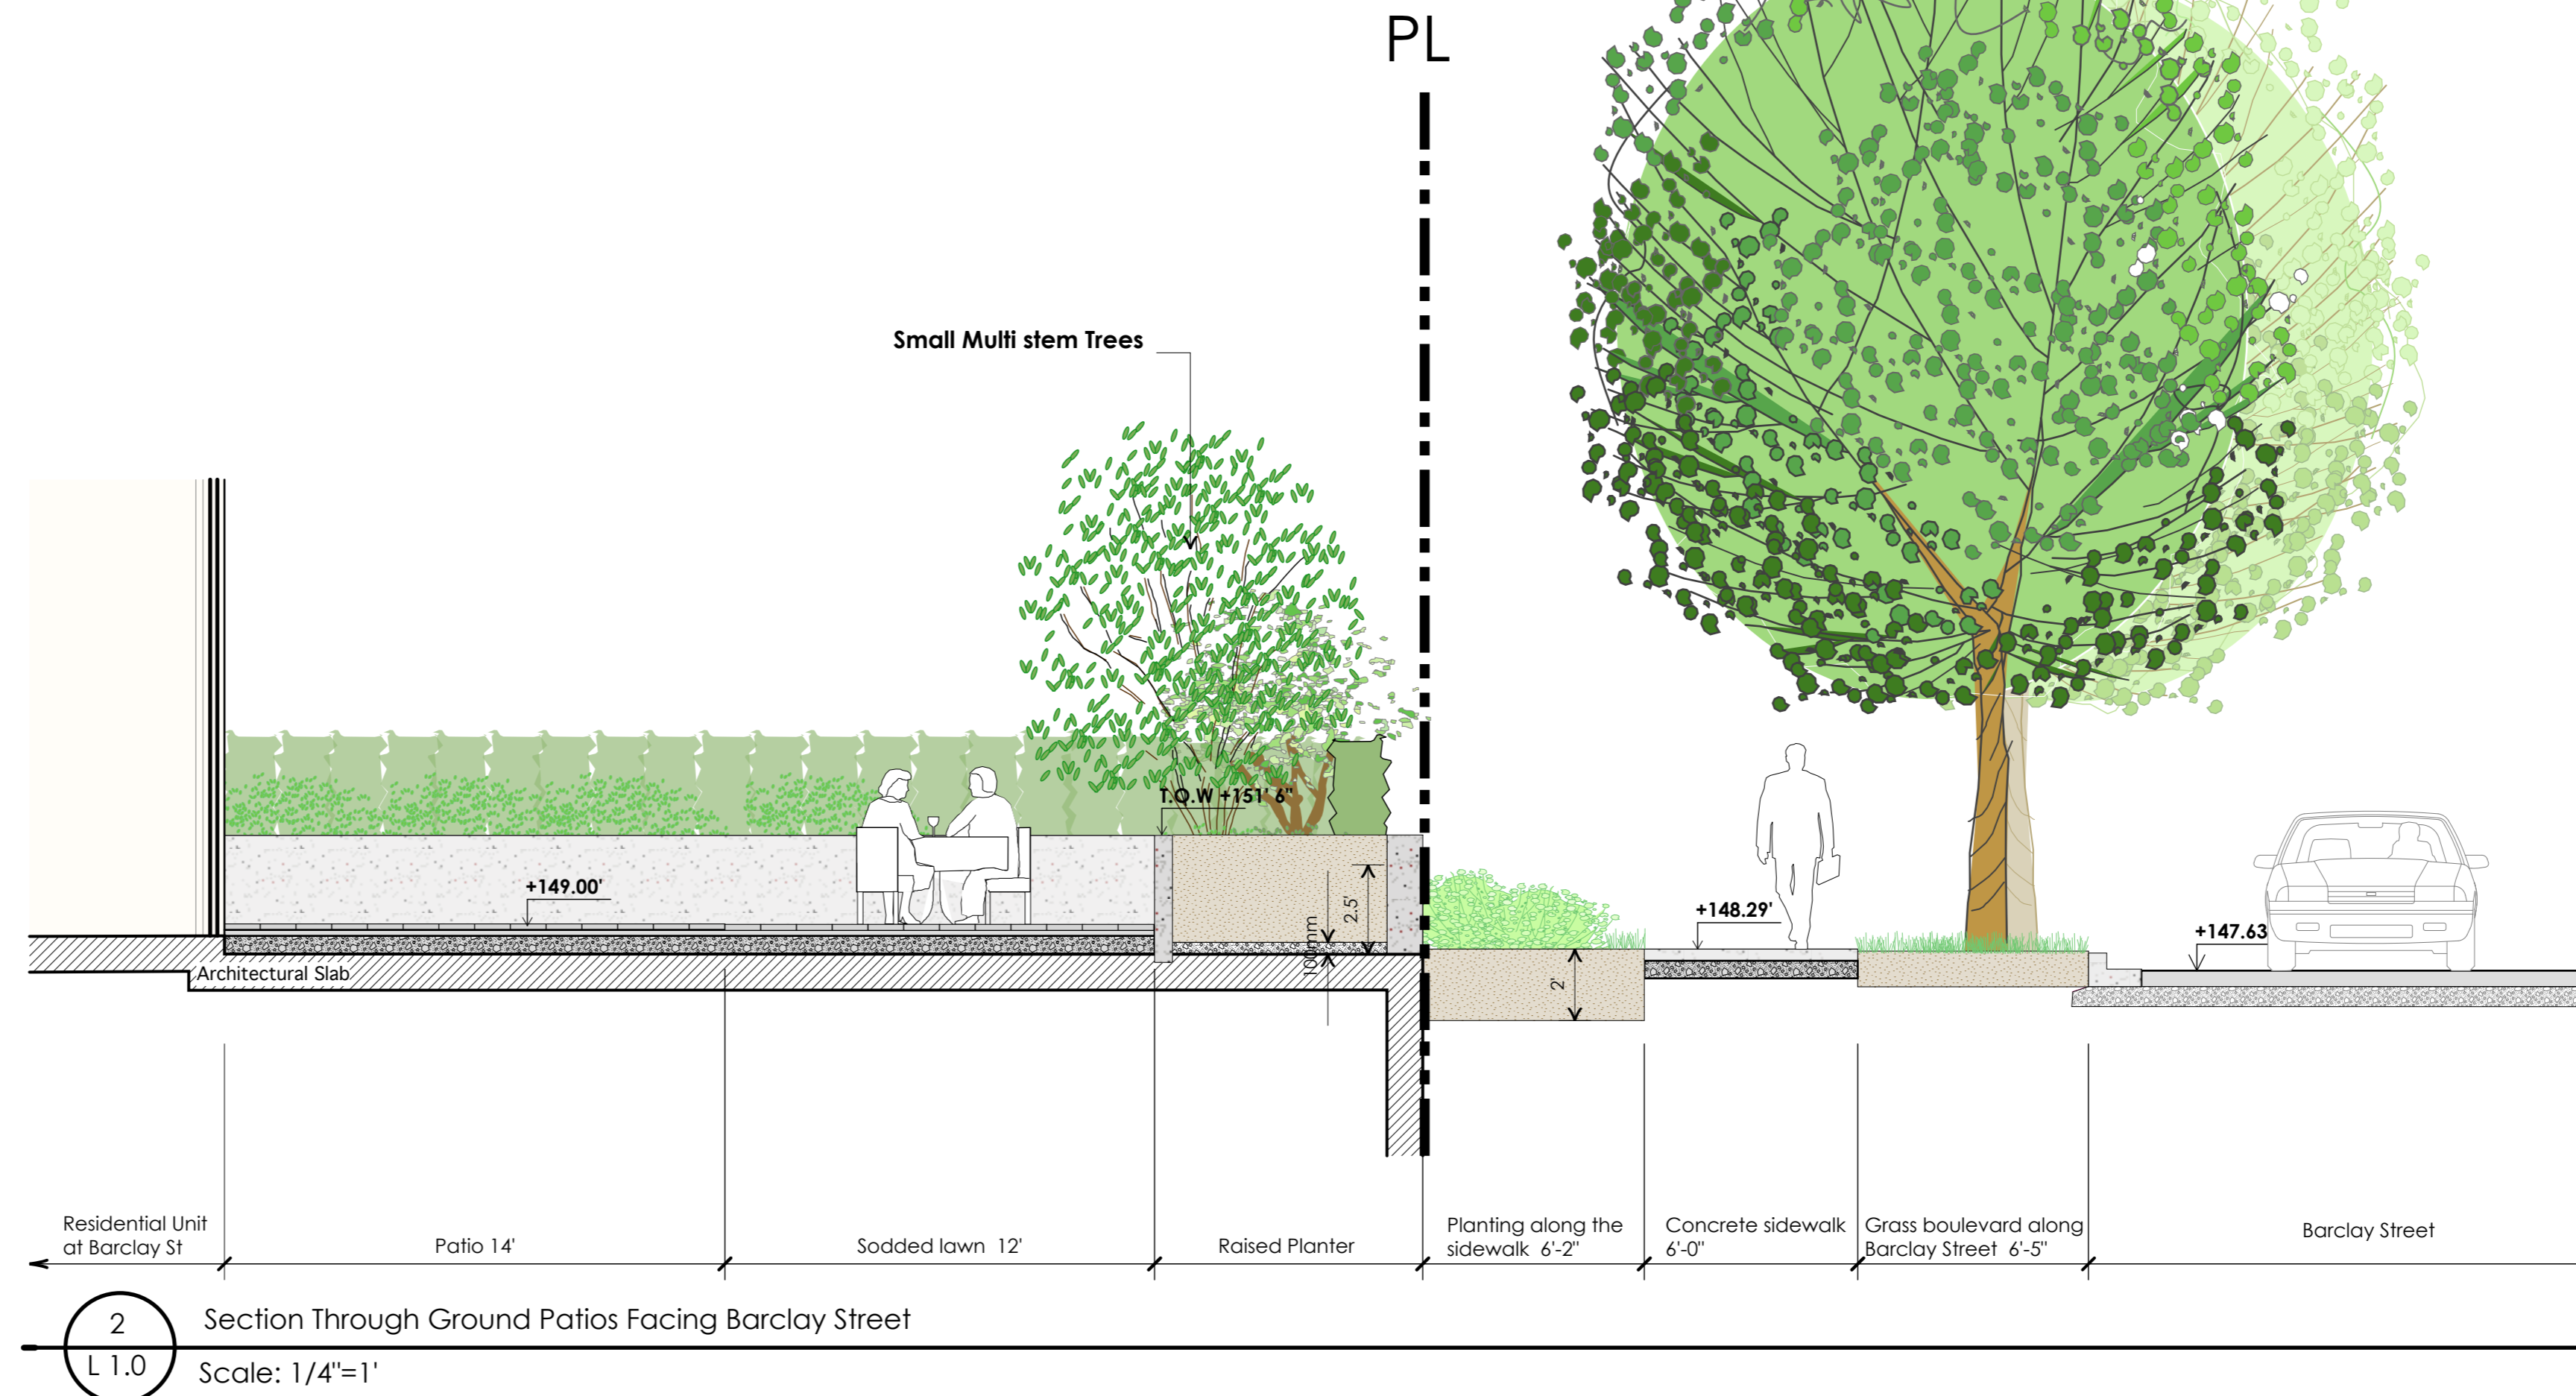 PL
Small Multi stem Trees
T.O.W +151' 6"
+149.00'
2.5'
100mm
+148.29'
2'
+147.63
Architectural Slab
Residential Unit
at Barclay St
Patio 14'
Sodded lawn 12'
Raised Planter
Planting along the
sidewalk 6'-2"
Concrete sidewalk
6'-0"
Grass boulevard along
Barclay Street 6'-5"
Barclay Street
2
L 1.0
Section Through Ground Patios Facing Barclay Street
Scale: 1/4"=1'